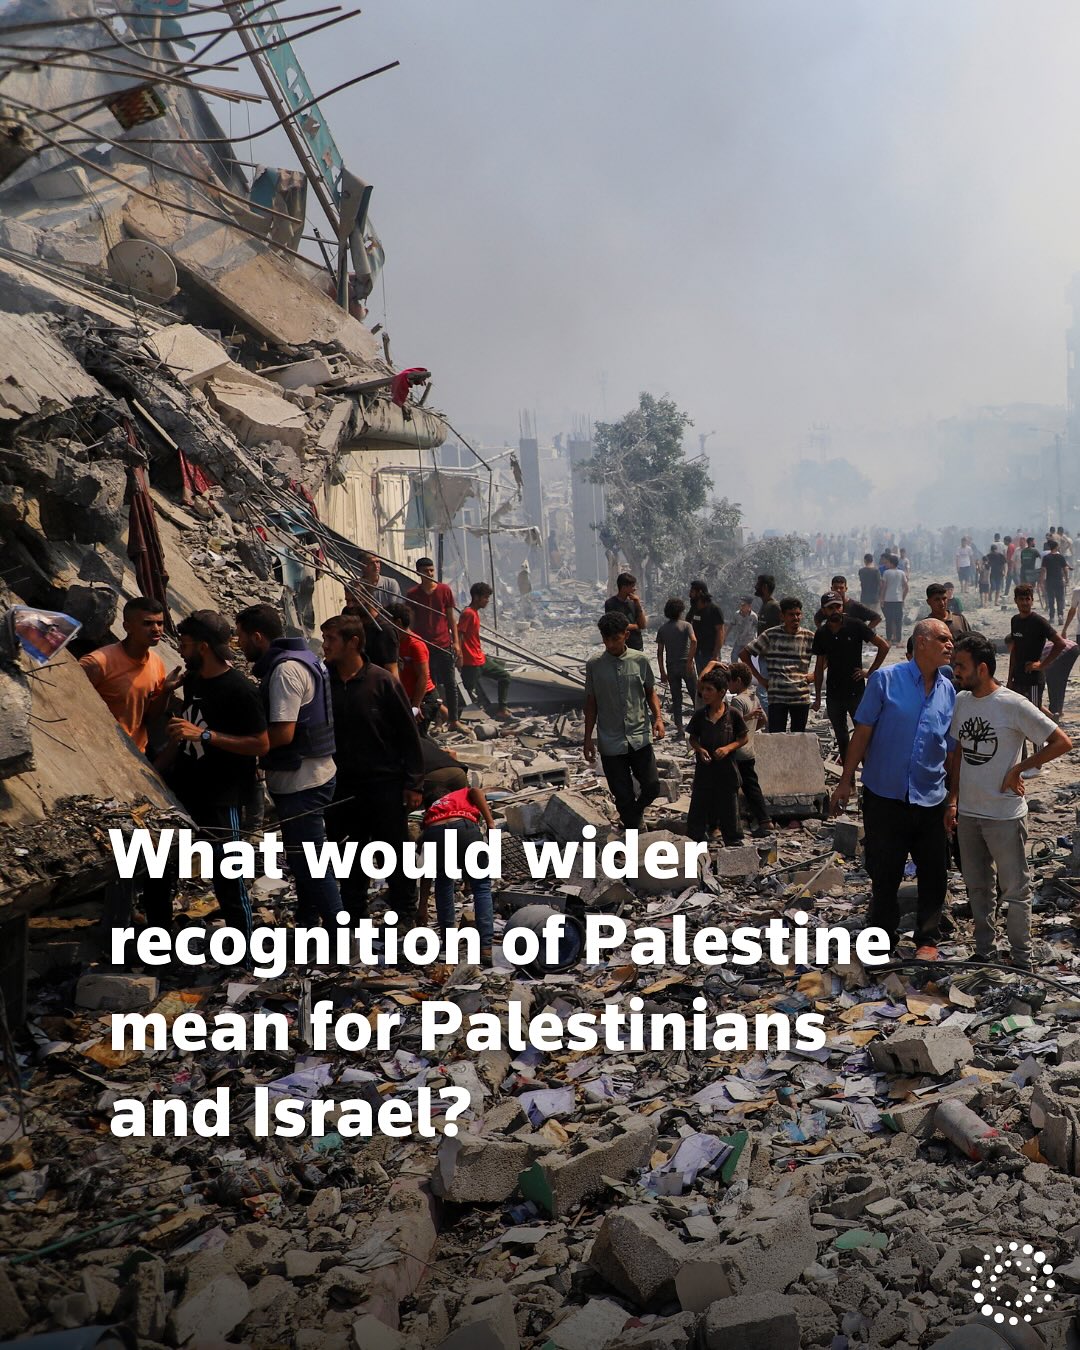 What would wider
recognition of Palestine
mean for Palestinians
and Israel?